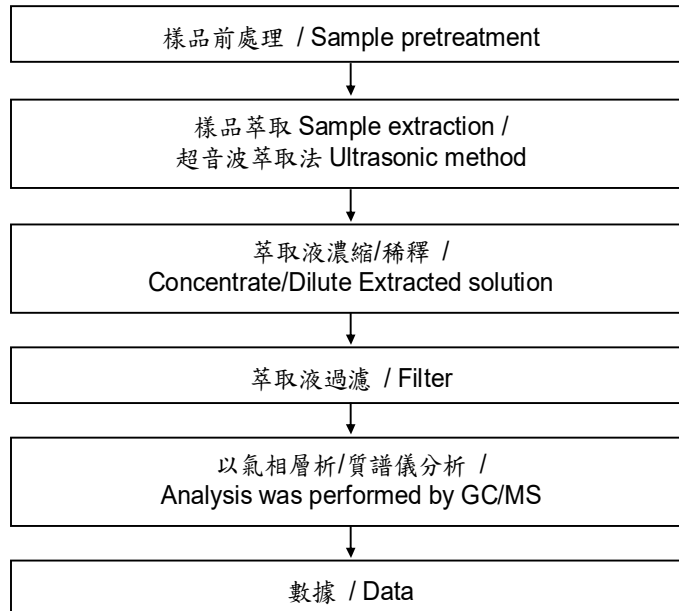 樣品前處理 / Sample pretreatment
樣品萃取 Sample extraction /
超音波萃取法 Ultrasonic method
萃取液濃縮/稀釋 /
Concentrate/Dilute Extracted solution
萃取液過濾 / Filter
以氣相層析/質譜儀分析 /
Analysis was performed by GC/MS
數據 / Data